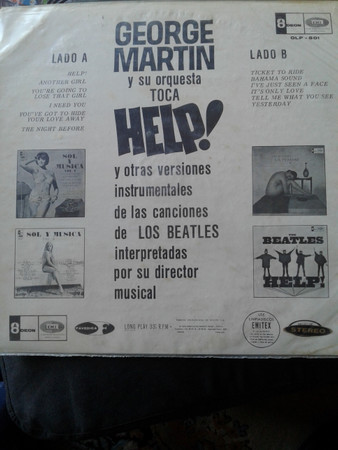 GEORGE
MARTIN
y su orquesta
TOCA
HELP!
y otras versiones
instrumentales
de las canciones
de LOS BEATLES
interpretadas
por su director
musical
LADO A
HELP!
ANOTHER GIRL
YOU'RE GOING TO
LOSE THAT GIRL
I NEED YOU
YOU'VE GOT TO HIDE
YOUR LOVE AWAY
THE NIGHT BEFORE
8
LADO B
TICKET TO RIDE
BAHAMA SOUND
I'VE JUST SEEN A FACE
IT'S ONLY LOVE
TELL ME WHAT YOU SEE
YESTERDAY
SOL Y MUSICA
SOL Y MUSICA
BEATLES
HELP!
8
LONG PLAY 33 R.P.M.
EMITEX
STEREO